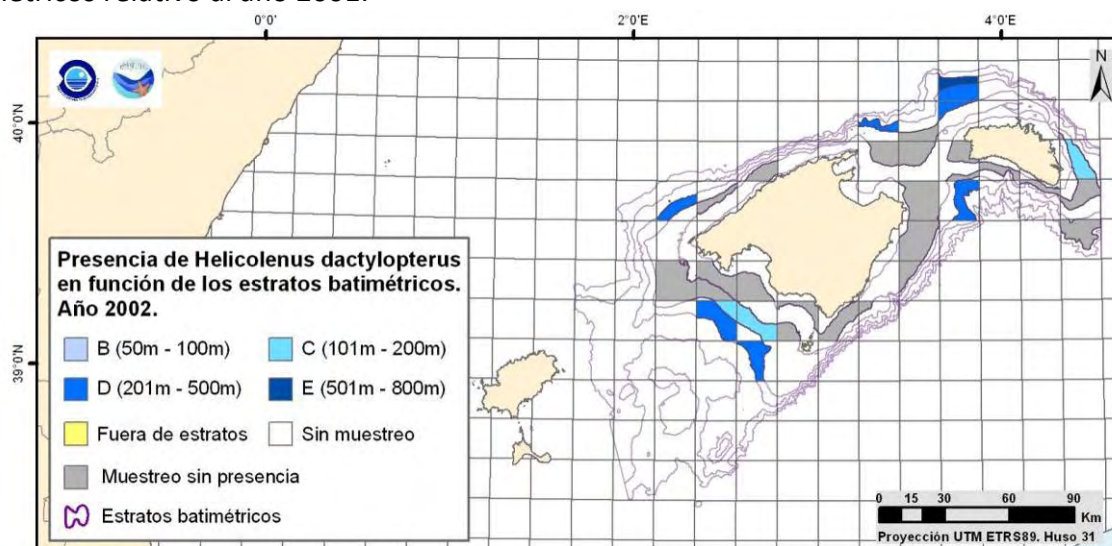 0°0'
2°0'E
4°0'E
N
40°0'N
39°0'N
Presencia de Helicolenus dactylopterus
en función de los estratos batimétricos.
Año 2002.
B (50m - 100m)
C (101m - 200m)
D (201m - 500m)
E (501m - 800m)
Fuera de estratos
Sin muestreo
Muestreo sin presencia
Estratos batimétricos
0 15 30 60 90
Km
Proyección UTM ETRS89. Huso 31